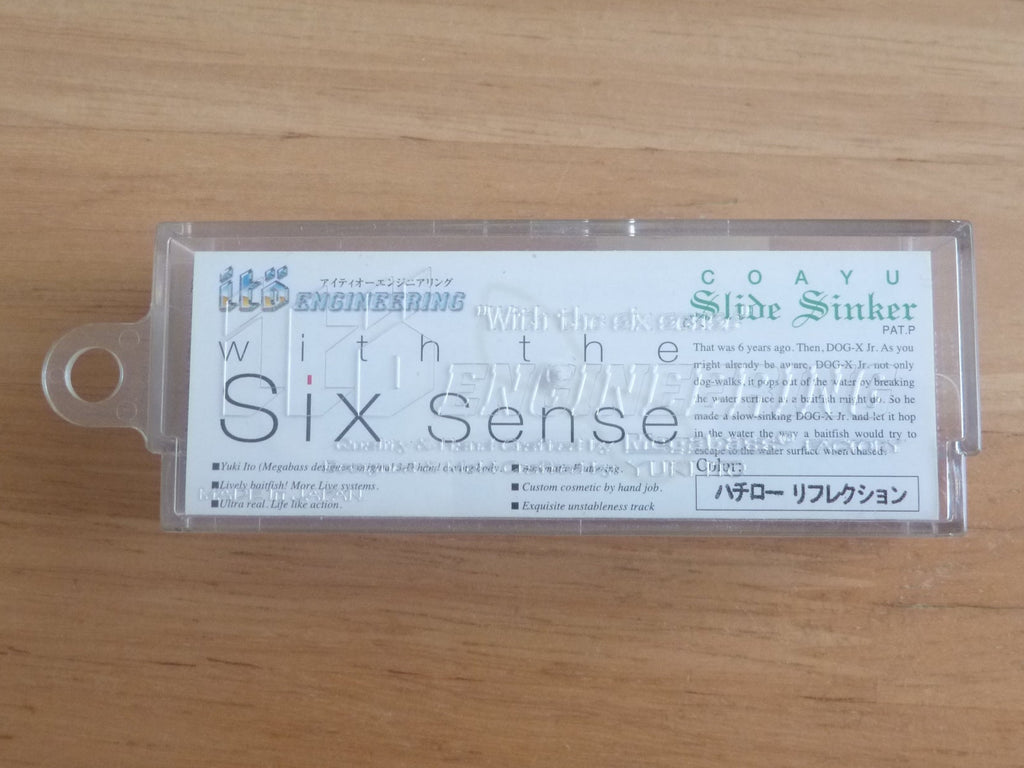 アイティオーエンジニアリング
itö ENGINEERING
with the
Six Sense
■Yuki Ito (Megabass
■Lively baitfish! More Live systems.
■Ultra real. Life like action.
■Custom cosmetic by hand job.
■Exquisite unstableness track
COAYU
Slide Sinker
PAT.P
That was 6 years ago. Then, DOG-X Jr. As you
might already be aware, DOG-X Jr. not only
dog-walks, it pops out of the water by breaking
the water surface as a baitfish might do. So he
made a slow-sinking DOG-X Jr. and let it hop
in the water the way a baitfish would try to
escape to the water surface when chased.
Color:
ハチロー リフレクション
"With the six sense"
ENGINEERING
Megabass
MADE IN JAPAN